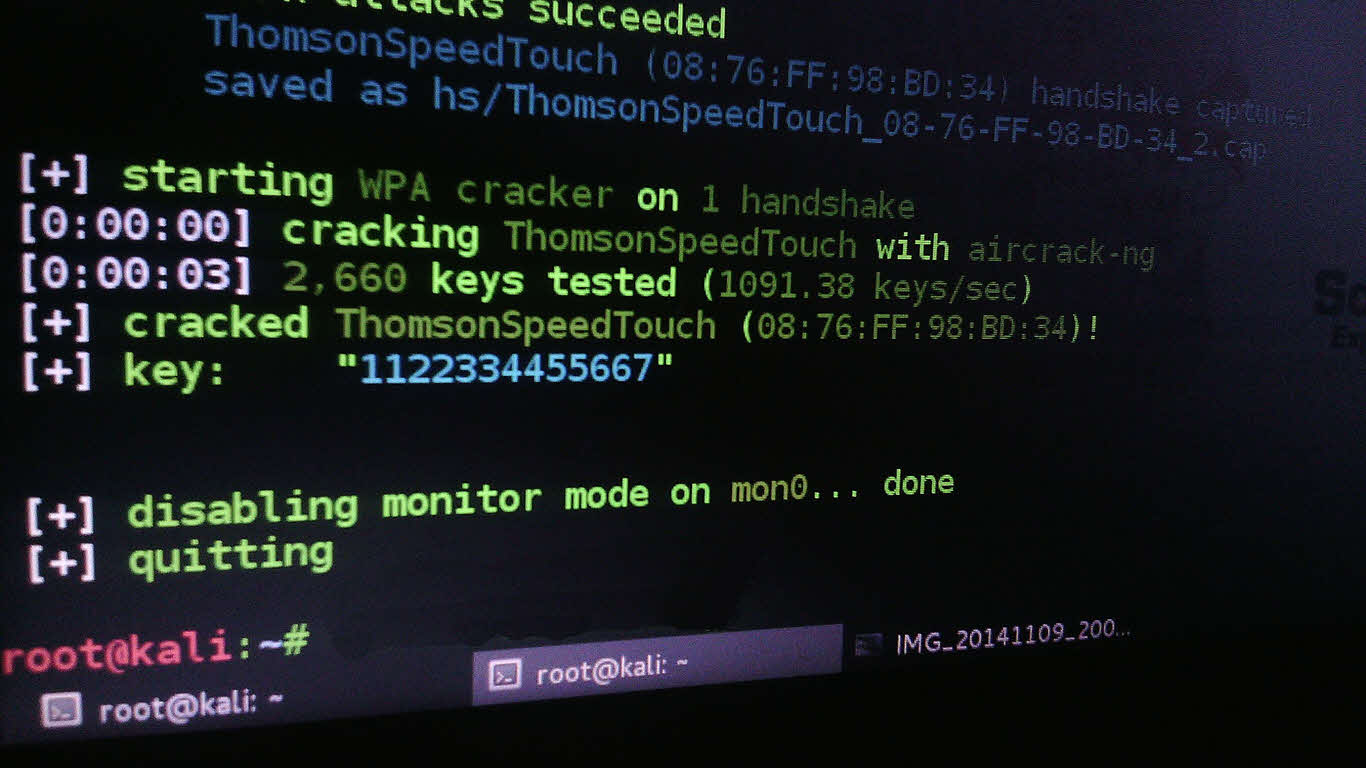 attacks succeeded
ThomsonSpeedTouch (08:76:FF:98:BD:34) handshake captured
saved as hs/ThomsonSpeedTouch_08-76-FF-98-BD-34_2.cap
[+] starting WPA cracker on 1 handshake
[0:00:00] cracking ThomsonSpeedTouch with aircrack-ng
[0:00:03] 2,660 keys tested (1091.38 keys/sec)
[+] cracked ThomsonSpeedTouch (08:76:FF:98:BD:34)!
[+] key: "1122334455667"
[+] disabling monitor mode on mon0... done
[+] quitting
root@kali:~#
root@kali: ~
root@kali: ~
IMG_20141109_200...